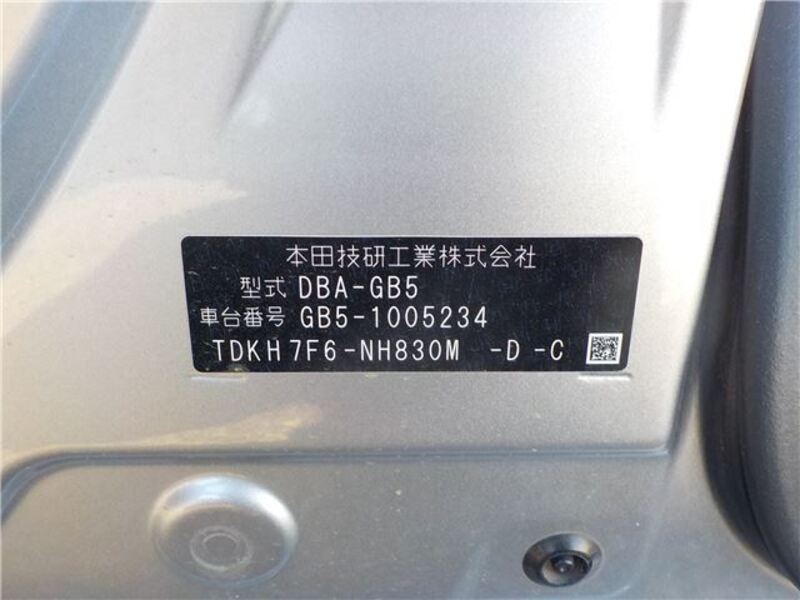 本田技研工業株式会社
型式 DBA-GB5
車台番号 GB5-1005234
TDKH7F6-NH830M -D-C